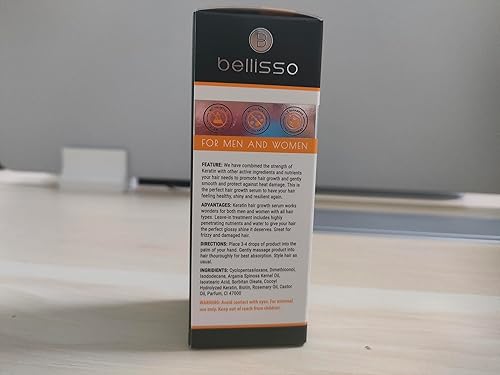 B
bellisso
FOR MEN AND WOMEN
FEATURE: We have combined the strength of
Keratin with other active ingredients and nutrients
your hair needs to promote hair growth and gently
smooth and protect against heat damage. This is
the perfect hair growth serum to have your hair
feeling healthy, shiny and resilient again.
ADVANTAGES: Keratin hair growth serum works
wonders for both men and women with all hair
types. Leave-in treatment includes highly
penetrating nutrients and water to give your hair
the perfect glossy shine it deserves. Great for
frizzy and damaged hair.
DIRECTIONS: Place 3-4 drops of product into the
palm of your hand. Gently massage product into
hair thoroughly for best absorption. Style hair as
usual.
INGREDIENTS: Cyclopentasiloxane, Dimethiconol,
Isododecane, Argania Spinosa Kernel Oil,
Isostearic Acid, Sorbitan Oleate, Cocoyl
Hydrolyzed Keratin, Biotin, Rosemary Oil, Castor
Oil, Parfum, CI 47000
WARNING: Avoid contact with eyes. For external
use only. Keep out of reach from children.